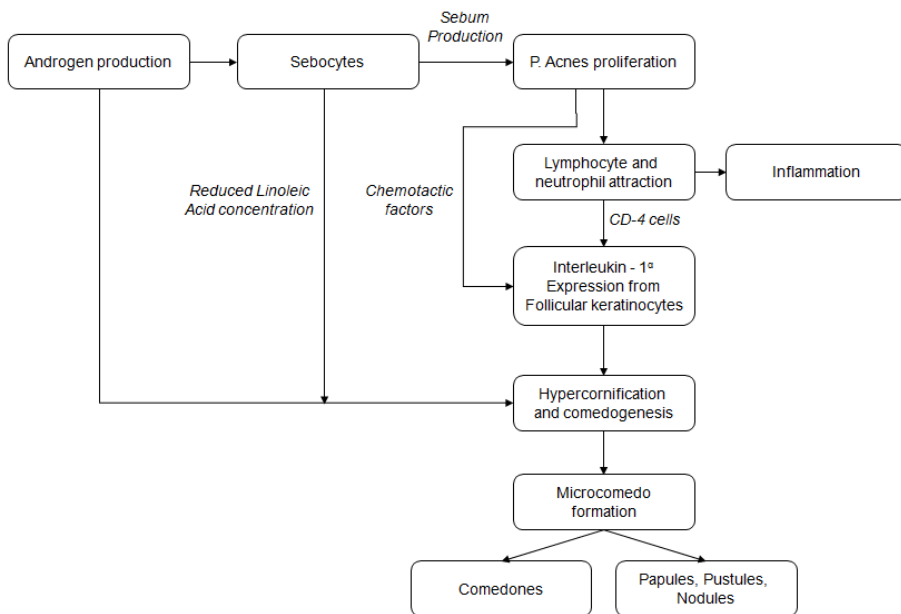 Sebum
Production
Androgen production
Sebocytes
P. Acnes proliferation
Reduced Linoleic
Acid concentration
Chemotactic
factors
Lymphocyte and
neutrophil attraction
Inflammation
CD-4 cells
Interleukin - 1ᵅ
Expression from
Follicular keratinocytes
Hypercornification
and comedogenesis
Microcomedo
formation
Comedones
Papules, Pustules,
Nodules